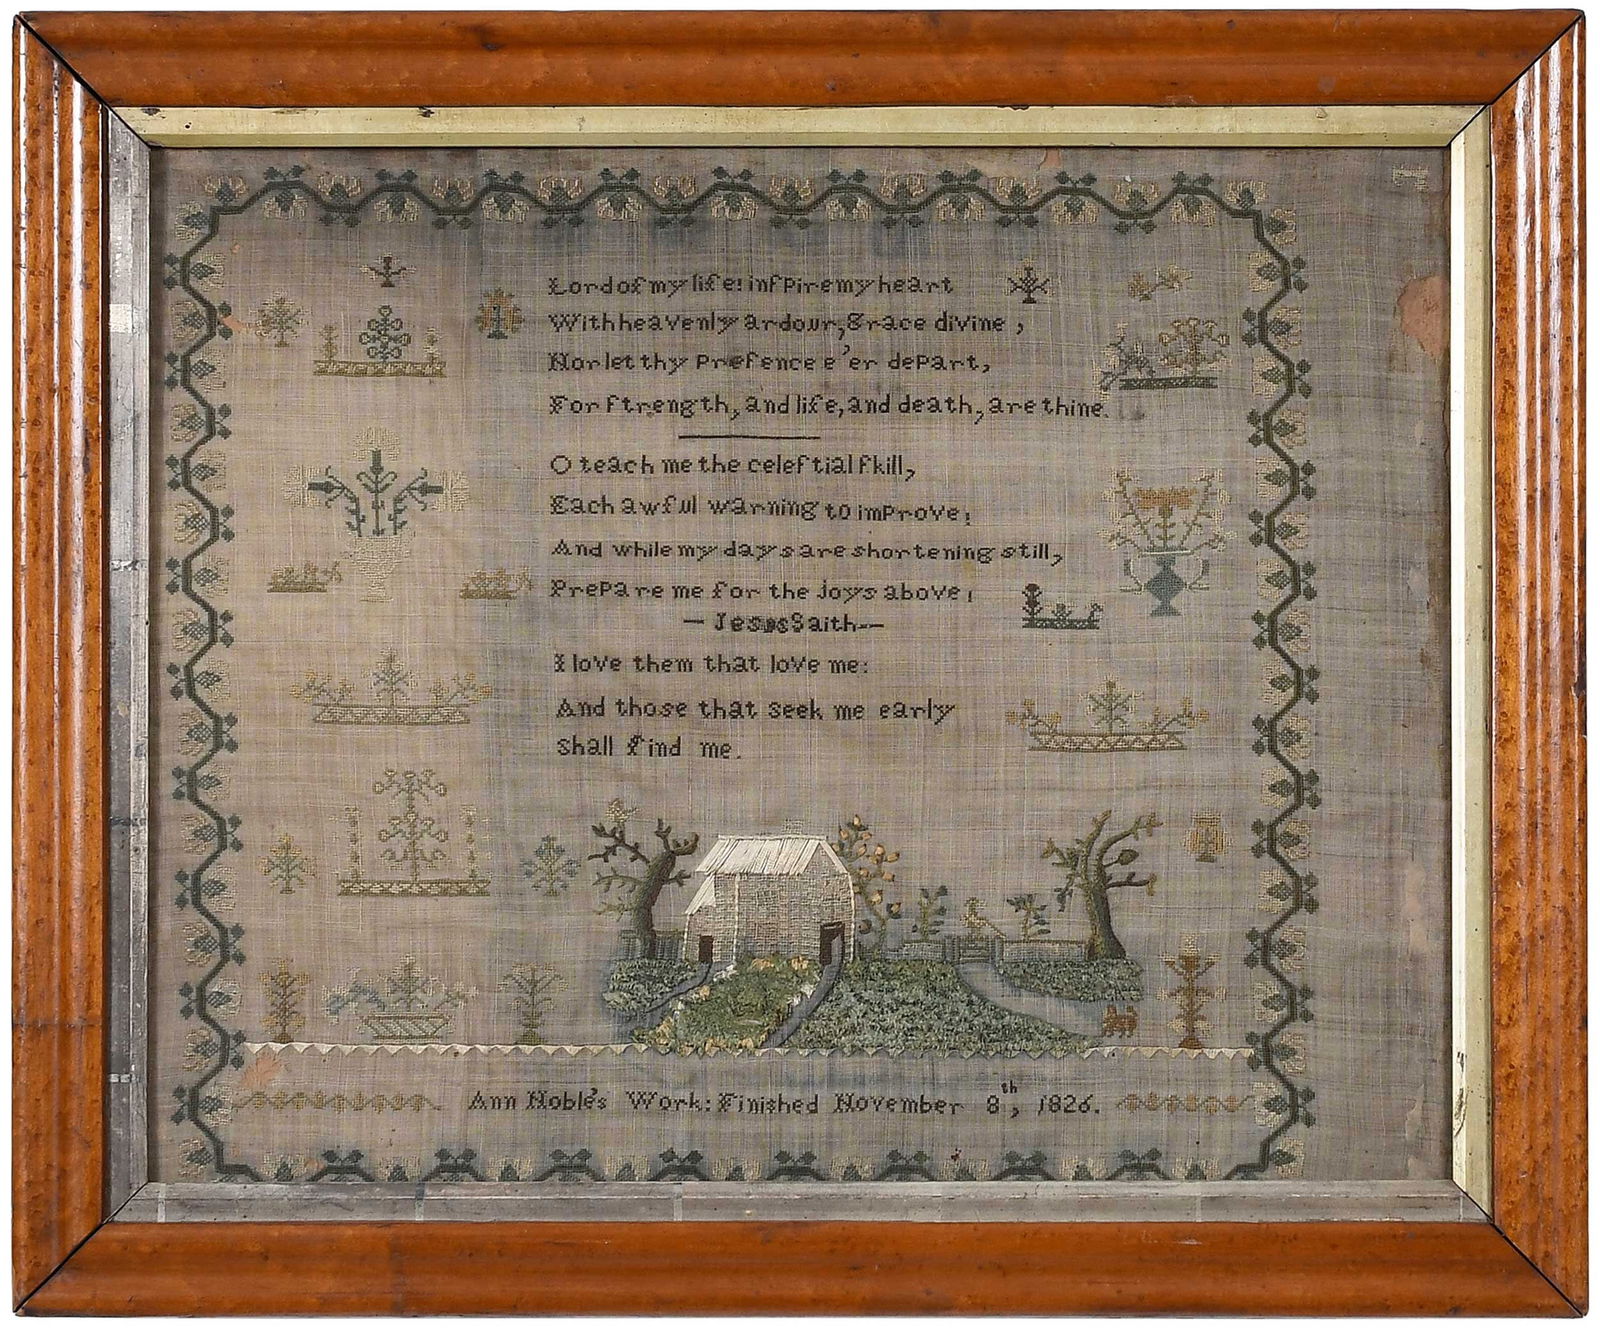 Lord of my life! inſpire my heart
With heavenly ardour, Grace divine,
Nor let thy Preſence e'er depart,
For ſtrength, and life, and death, are thine.
O teach me the celeſtial ſkill,
Each awful warning to improve;
And while my days are shortening still,
Prepare me for the joys above;
— Jesus Saith —
I love them that love me:
And those that seek me early
shall find me.
Ann Noble's Work: Finished November 8th, 1826.